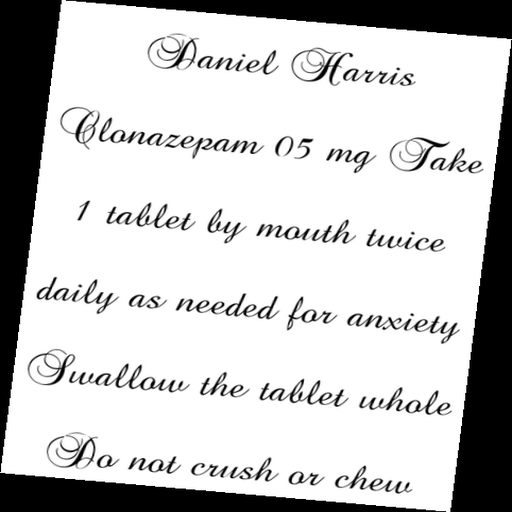 Daniel Harris
Clonazepam 05 mg Take
1 tablet by mouth twice
daily as needed for anxiety
Swallow the tablet whole
Do not crush or chew